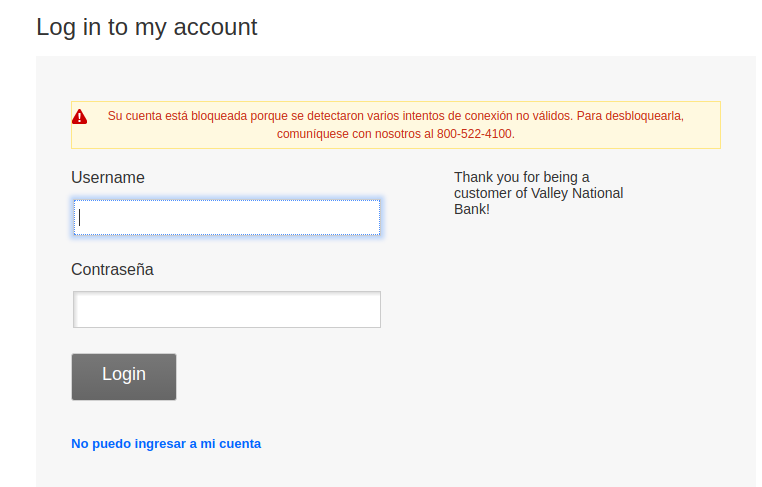 Log in to my account
Su cuenta está bloqueada porque se detectaron varios intentos de conexión no válidos. Para desbloquearla,
comuníquese con nosotros al 800-522-4100.
Username
Thank you for being a
customer of Valley National
Bank!
Contraseña
Login
No puedo ingresar a mi cuenta